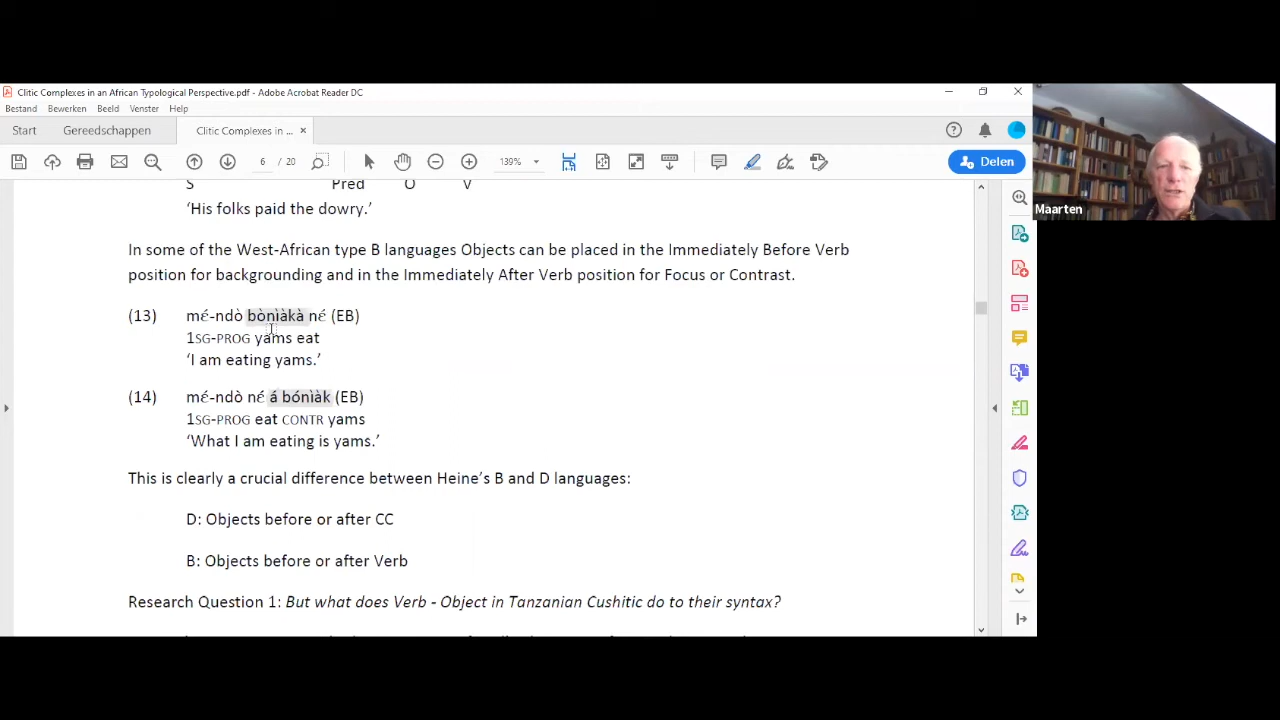 Clitic Complexes in an African Typological Perspective.pdf - Adobe Acrobat Reader DC
Bestand Bewerken Beeld Venster Help
Start Gereedschappen Clitic Complexes in ... ×
6 / 20 139% Delen
S Pred O V
‘His folks paid the dowry.’
In some of the West-African type B languages Objects can be placed in the Immediately Before Verb
position for backgrounding and in the Immediately After Verb position for Focus or Contrast.
(13) mé-ndò bònìàkà né (EB)
1SG-PROG yams eat
‘I am eating yams.’
(14) mé-ndò né á bónìàk (EB)
1SG-PROG eat CONTR yams
‘What I am eating is yams.’
This is clearly a crucial difference between Heine’s B and D languages:
D: Objects before or after CC
B: Objects before or after Verb
Research Question 1: But what does Verb - Object in Tanzanian Cushitic do to their syntax?
Maarten